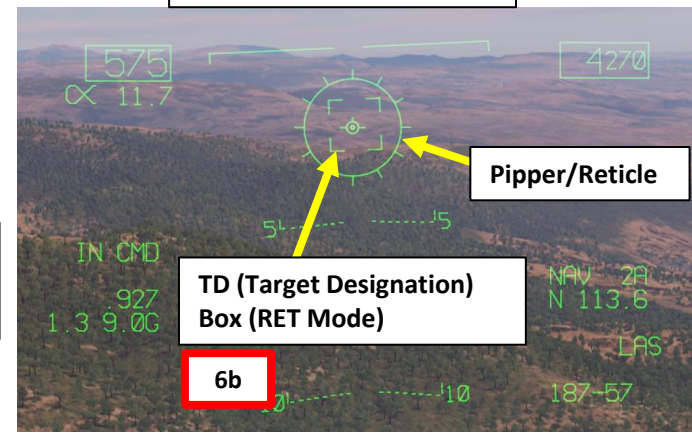 575
4270
α 11.7
Pipper/Reticle
5 5
IN CMD
TD (Target Designation)
Box (RET Mode)
NAV 2A
.927
N 113.6
1.3 9.0G
LAS
6b
10 10
187-57